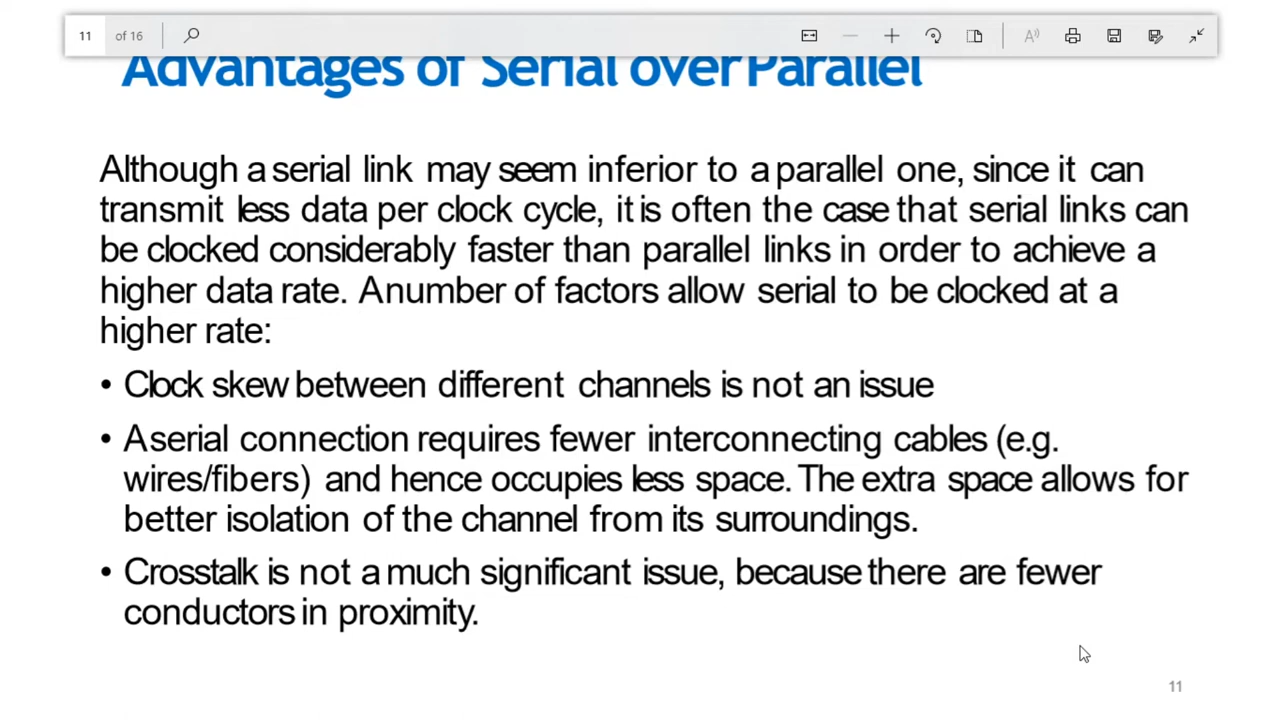 11 of 16
Advantages of Serial over Parallel
Although a serial link may seem inferior to a parallel one, since it can
transmit less data per clock cycle, it is often the case that serial links can
be clocked considerably faster than parallel links in order to achieve a
higher data rate. A number of factors allow serial to be clocked at a
higher rate:
• Clock skew between different channels is not an issue
• A serial connection requires fewer interconnecting cables (e.g.
wires/fibers) and hence occupies less space. The extra space allows for
better isolation of the channel from its surroundings.
• Crosstalk is not a much significant issue, because there are fewer
conductors in proximity.
11